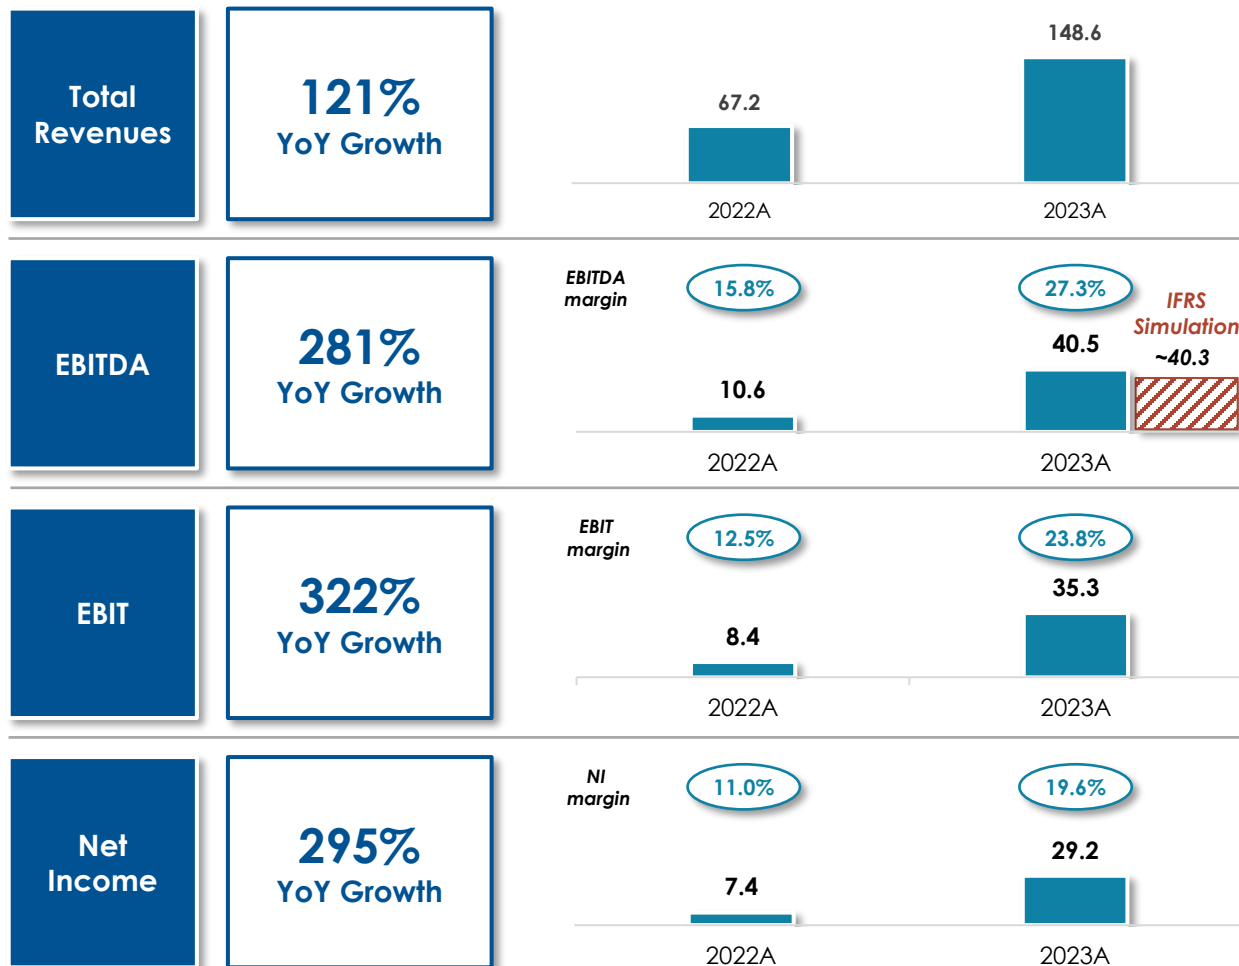 Total
Revenues
121%
YoY Growth
67.2
148.6
2022A
2023A
EBITDA
281%
YoY Growth
EBITDA
margin
15.8%
27.3%
IFRS
Simulation
~40.3
10.6
40.5
2022A
2023A
EBIT
322%
YoY Growth
EBIT
margin
12.5%
23.8%
8.4
35.3
2022A
2023A
Net
Income
295%
YoY Growth
NI
margin
11.0%
19.6%
7.4
29.2
2022A
2023A